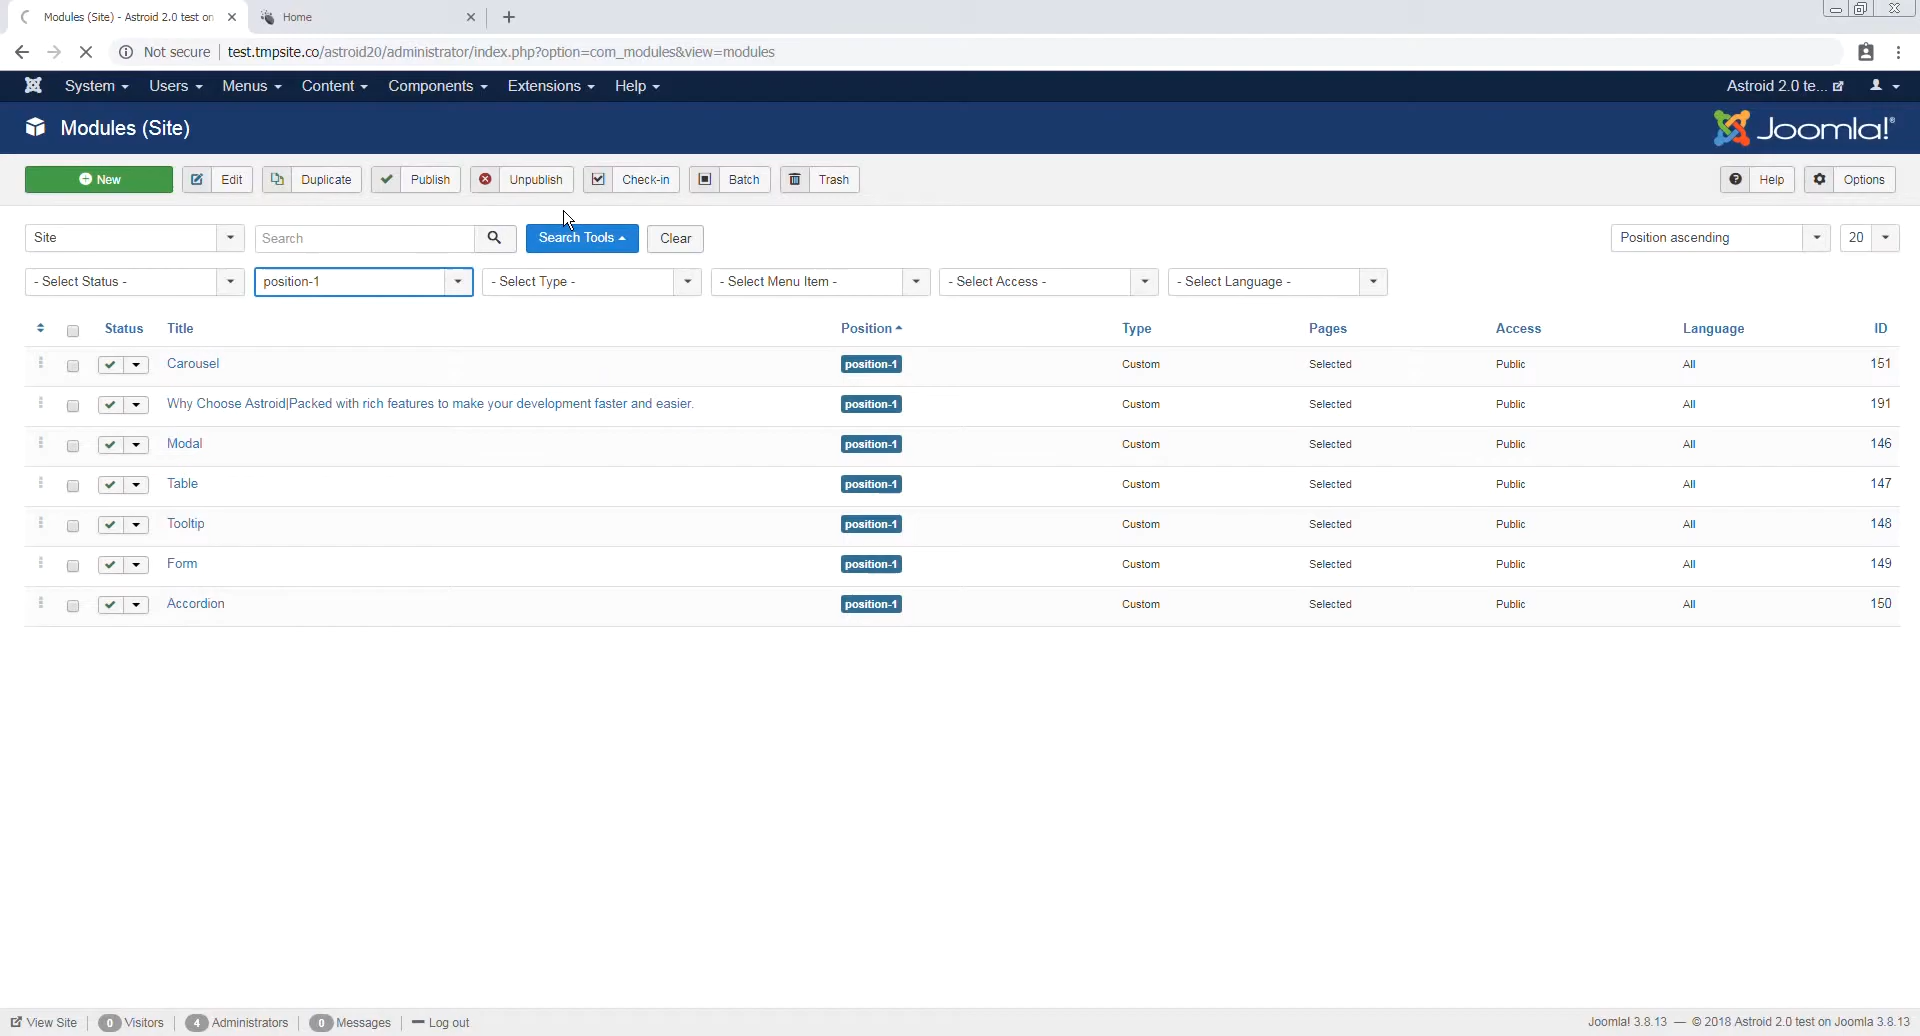 Modules (Site) - Astroid 2.0 test on
Home
Not secure
test.tmpsite.co/astroid20/administrator/index.php?option=com_modules&view=modules
System Users Menus Content Components Extensions Help
Astroid 2.0 te...
Modules (Site)
Joomla!®
New Edit Duplicate Publish Unpublish Check-in Batch Trash
Help Options
Site Search Search Tools Clear
Position ascending 20
- Select Status - position-1 - Select Type - - Select Menu Item - - Select Access - - Select Language -
Status Title Position Type Pages Access Language ID
Carousel position-1 Custom Selected Public All 151
Why Choose Astroid|Packed with rich features to make your development faster and easier. position-1 Custom Selected Public All 191
Modal position-1 Custom Selected Public All 146
Table position-1 Custom Selected Public All 147
Tooltip position-1 Custom Selected Public All 148
Form position-1 Custom Selected Public All 149
Accordion position-1 Custom Selected Public All 150
View Site 0 Visitors 4 Administrators 0 Messages Log out
Joomla! 3.8.13 — © 2018 Astroid 2.0 test on Joomla 3.8.13